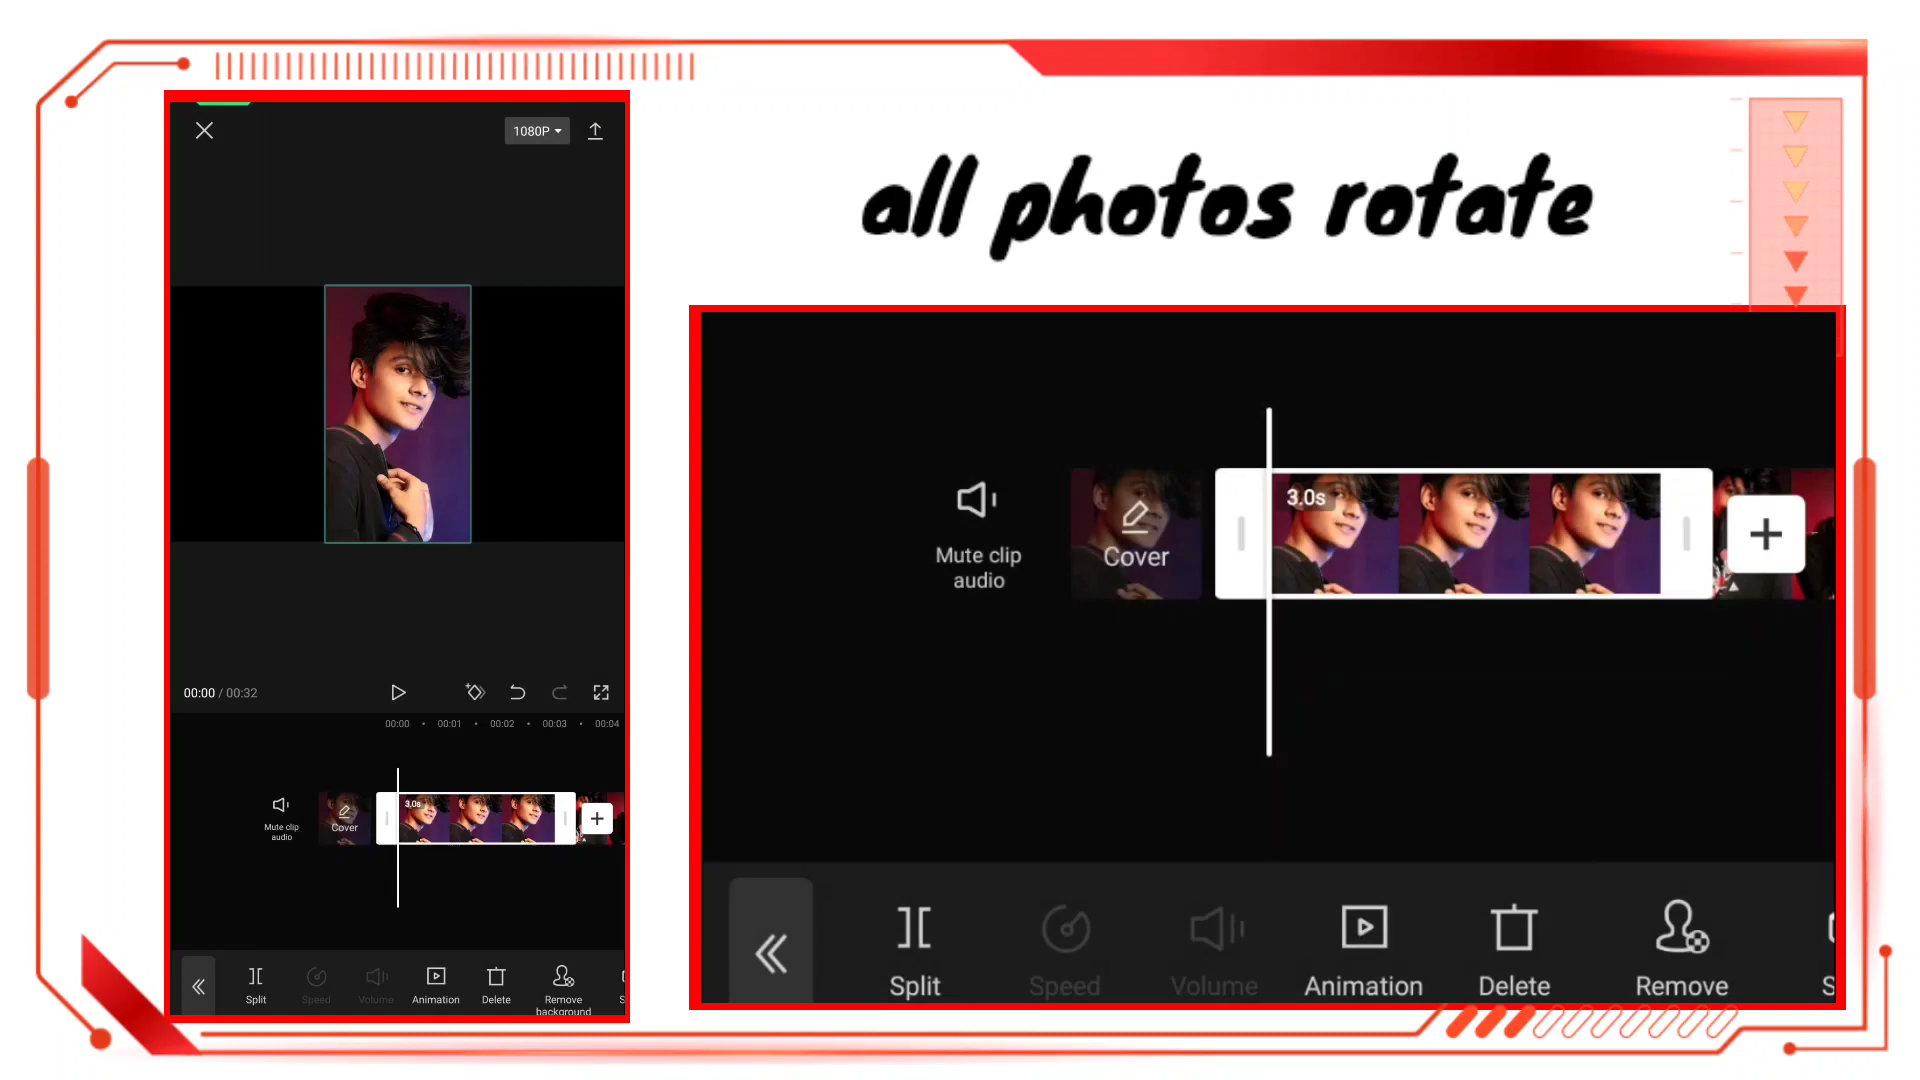 all photos rotate
1080P
00:00 / 00:32
00:00 00:01 00:02 00:03 00:04
Mute clip
audio
Cover
3.0s
Split
Speed
Volume
Animation
Delete
Remove
background
S
3.0s
Mute clip
audio
Cover
Split
Speed
Volume
Animation
Delete
Remove
S